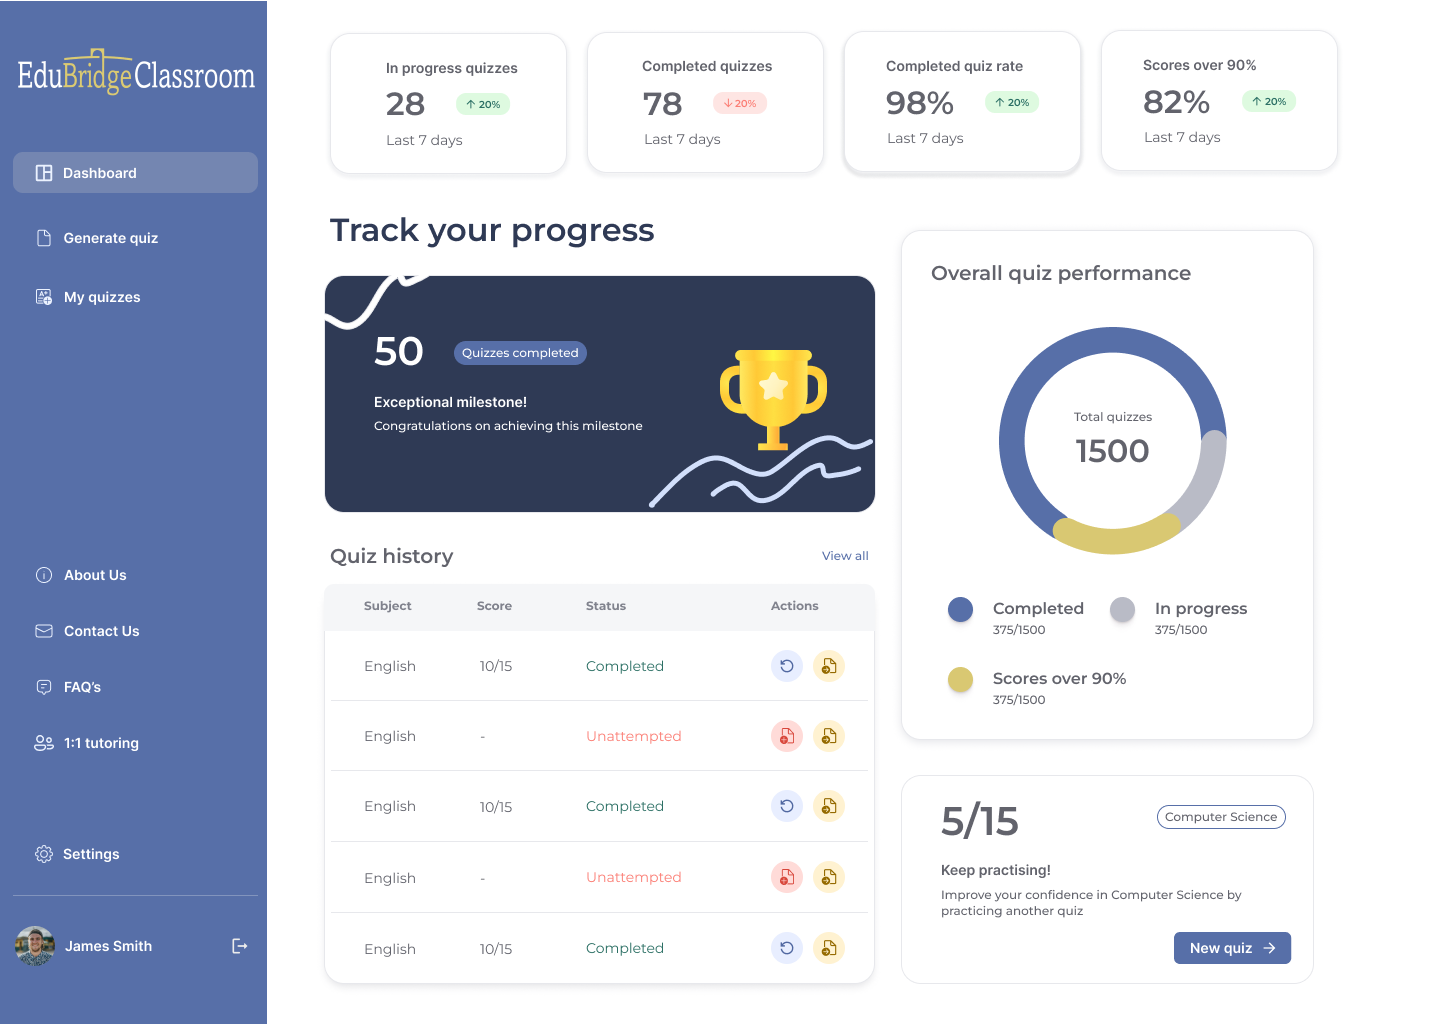 EduBridgeClassroom
Dashboard
Generate quiz
My quizzes
About Us
Contact Us
FAQ's
1:1 tutoring
Settings
James Smith
In progress quizzes
28
20%
Last 7 days
Completed quizzes
78
20%
Last 7 days
Completed quiz rate
98%
20%
Last 7 days
Scores over 90%
82%
20%
Last 7 days
Track your progress
50
Quizzes completed
Exceptional milestone!
Congratulations on achieving this milestone
Quiz history
View all
Subject Score Status Actions
English 10/15 Completed
English - Unattempted
English 10/15 Completed
English - Unattempted
English 10/15 Completed
Overall quiz performance
Total quizzes
1500
Completed
375/1500
In progress
375/1500
Scores over 90%
375/1500
5/15
Computer Science
Keep practising!
Improve your confidence in Computer Science by
practicing another quiz
New quiz